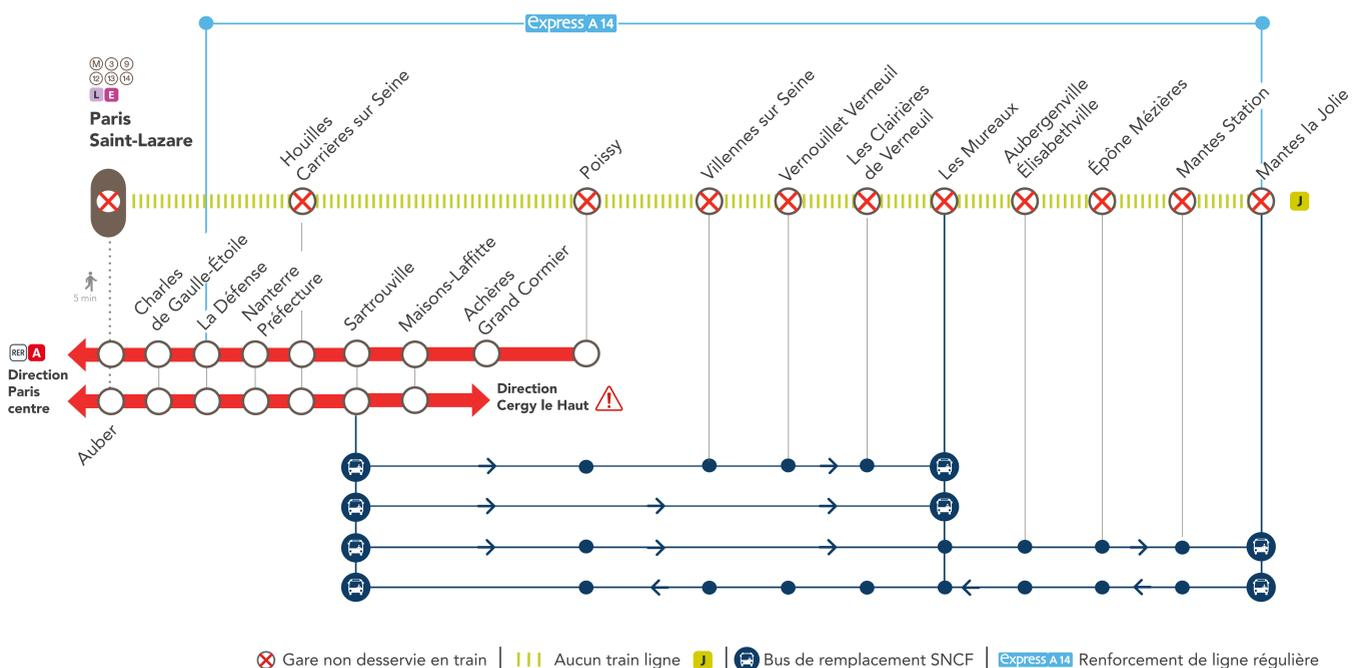 express A 14
M 3 9
12 13 14
L E
Paris
Saint-Lazare
Houilles
Carrières sur Seine
Poissy
Villennes sur Seine
Vernouillet Verneuil
Les Clairières
de Verneuil
Les Mureaux
Aubergenville
Élisabethville
Épône Mézières
Mantes Station
Mantes la Jolie
J
5 min
Charles
de Gaulle-Étoile
La Défense
Nanterre
Préfecture
Sartrouville
Maisons-Laffitte
Achères
Grand Cormier
RER A
Direction
Paris
centre
Direction
Cergy le Haut
Auber
Gare non desservie en train
Aucun train ligne J
Bus de remplacement SNCF
express A 14 Renforcement de ligne régulière